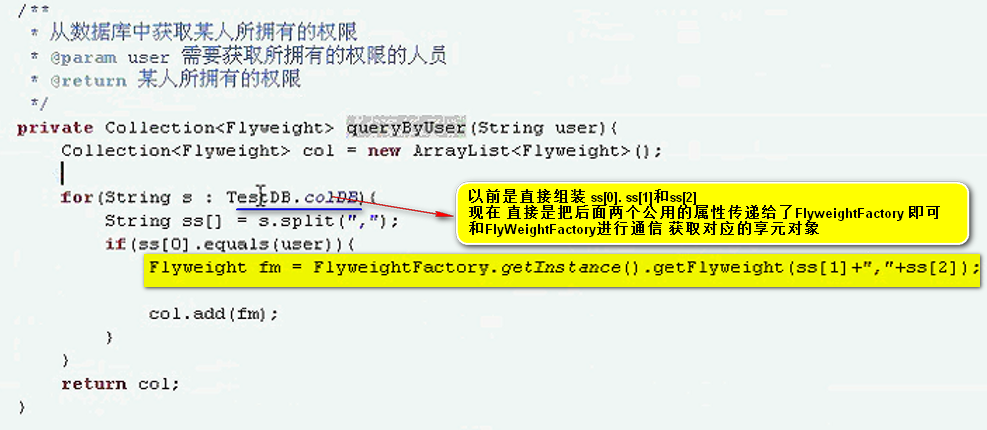 /**
* 从数据库中获取某人所拥有的权限
* @param user 需要获取所拥有的权限的人员
* @return 某人所拥有的权限
*/
private Collection<Flyweight> queryByUser(String user){
Collection<Flyweight> col = new ArrayList<Flyweight>();
for(String s : TestDB.colDB){
以前是直接组装 ss[0]. ss[1]和ss[2]
现在 直接是把后面两个公用的属性传递给了FlyweightFactory 即可
和FlyWeightFactory进行通信 获取对应的享元对象
String ss[] = s.split(",");
if(ss[0].equals(user)){
Flyweight fm = FlyweightFactory.getInstance().getFlyweight(ss[1]+","+ss[2]);
col.add(fm);
}
}
return col;
}